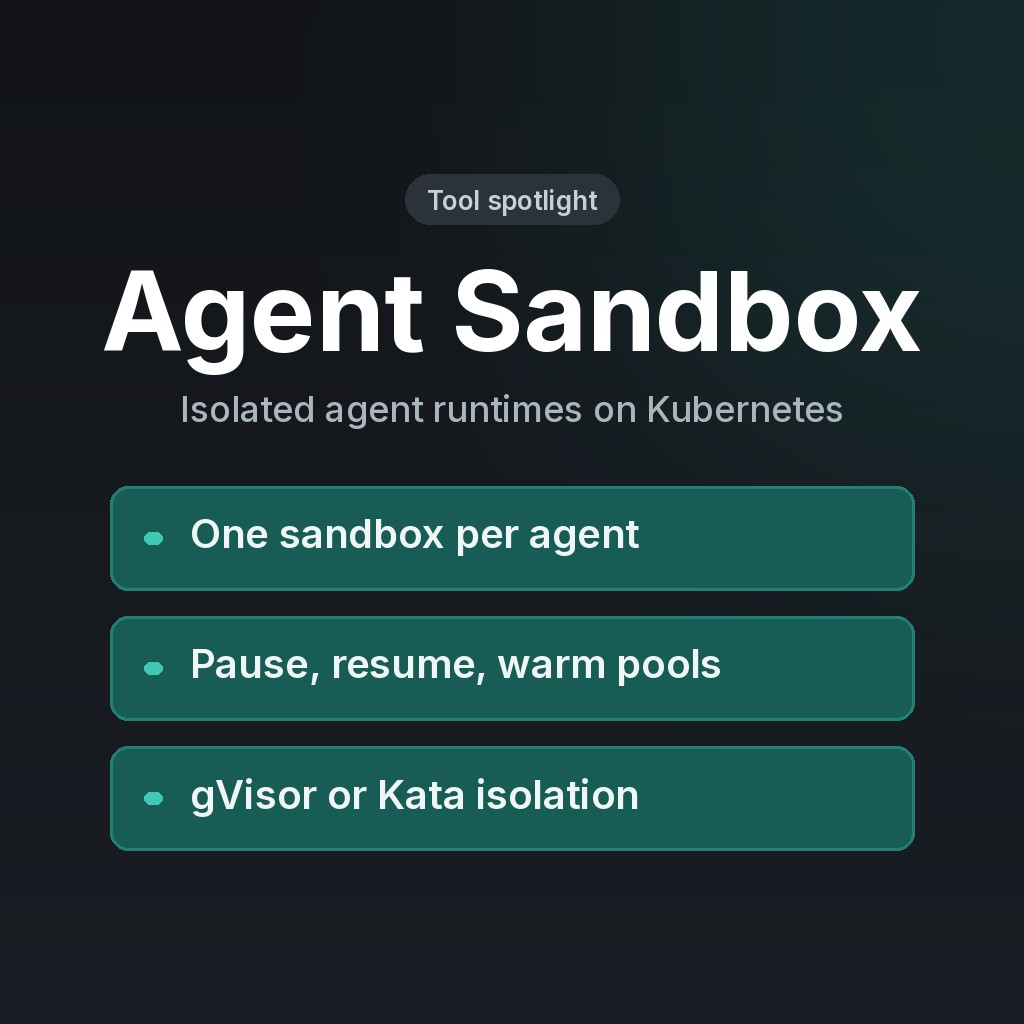 Tool spotlight
Agent Sandbox
Isolated agent runtimes on Kubernetes
One sandbox per agent
Pause, resume, warm pools
gVisor or Kata isolation